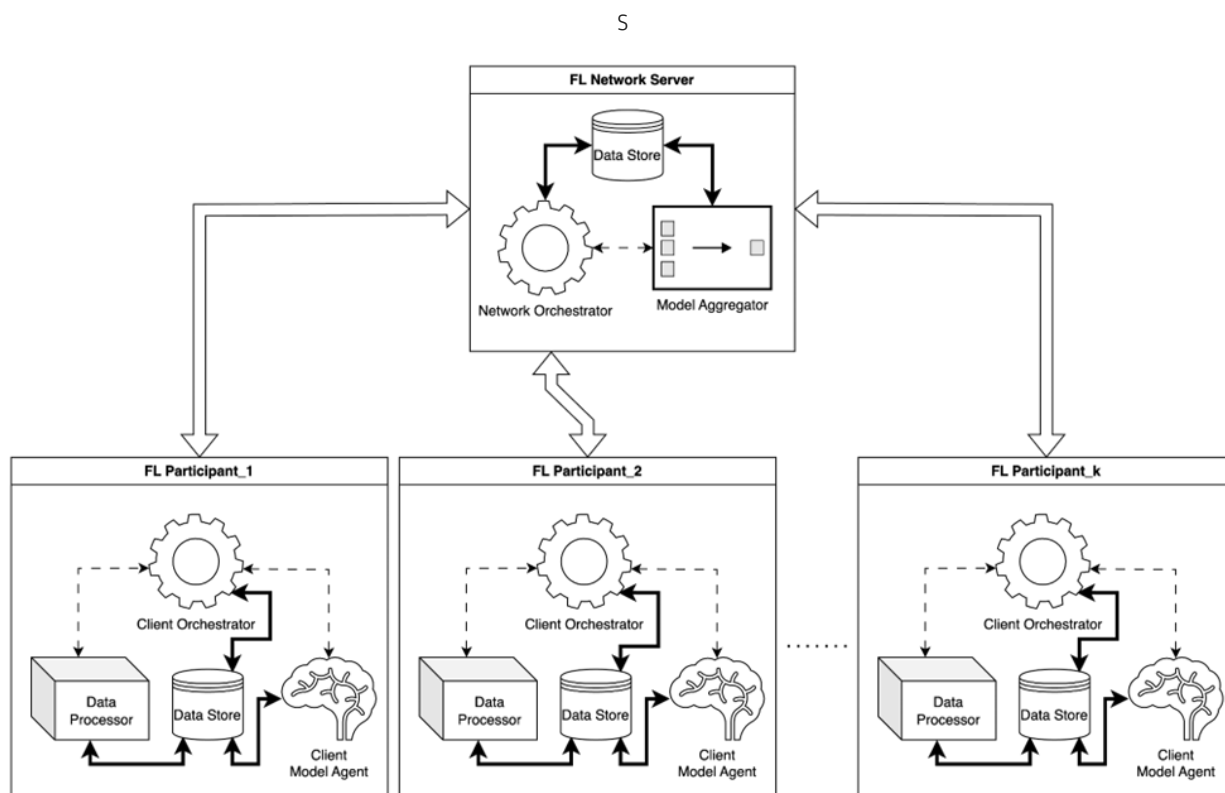 S
FL Network Server
Data Store
Network Orchestrator
Model Aggregator
FL Participant_1
Client Orchestrator
Data
Processor
Data Store
Client
Model Agent
FL Participant_2
Client Orchestrator
Data
Processor
Data Store
Client
Model Agent
.......
FL Participant_k
Client Orchestrator
Data
Processor
Data Store
Client
Model Agent